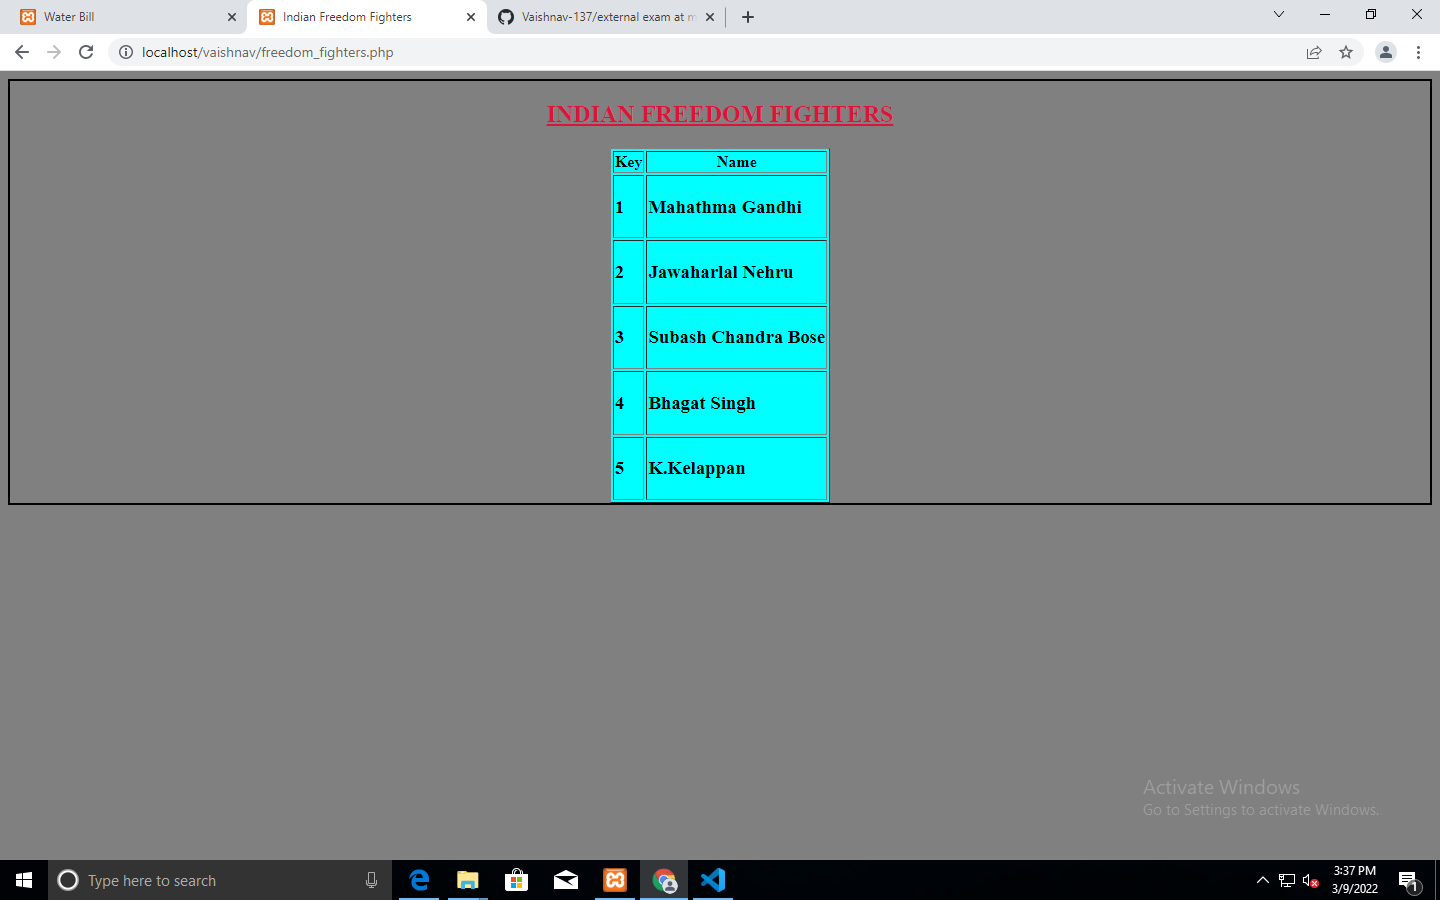 Water Bill
Indian Freedom Fighters
Vaishnav-137/external exam at m
localhost/vaishnav/freedom_fighters.php
INDIAN FREEDOM FIGHTERS
Key Name
1 Mahathma Gandhi
2 Jawaharlal Nehru
3 Subash Chandra Bose
4 Bhagat Singh
5 K.Kelappan
Activate Windows
Go to Settings to activate Windows.
Type here to search
3:37 PM
3/9/2022
1